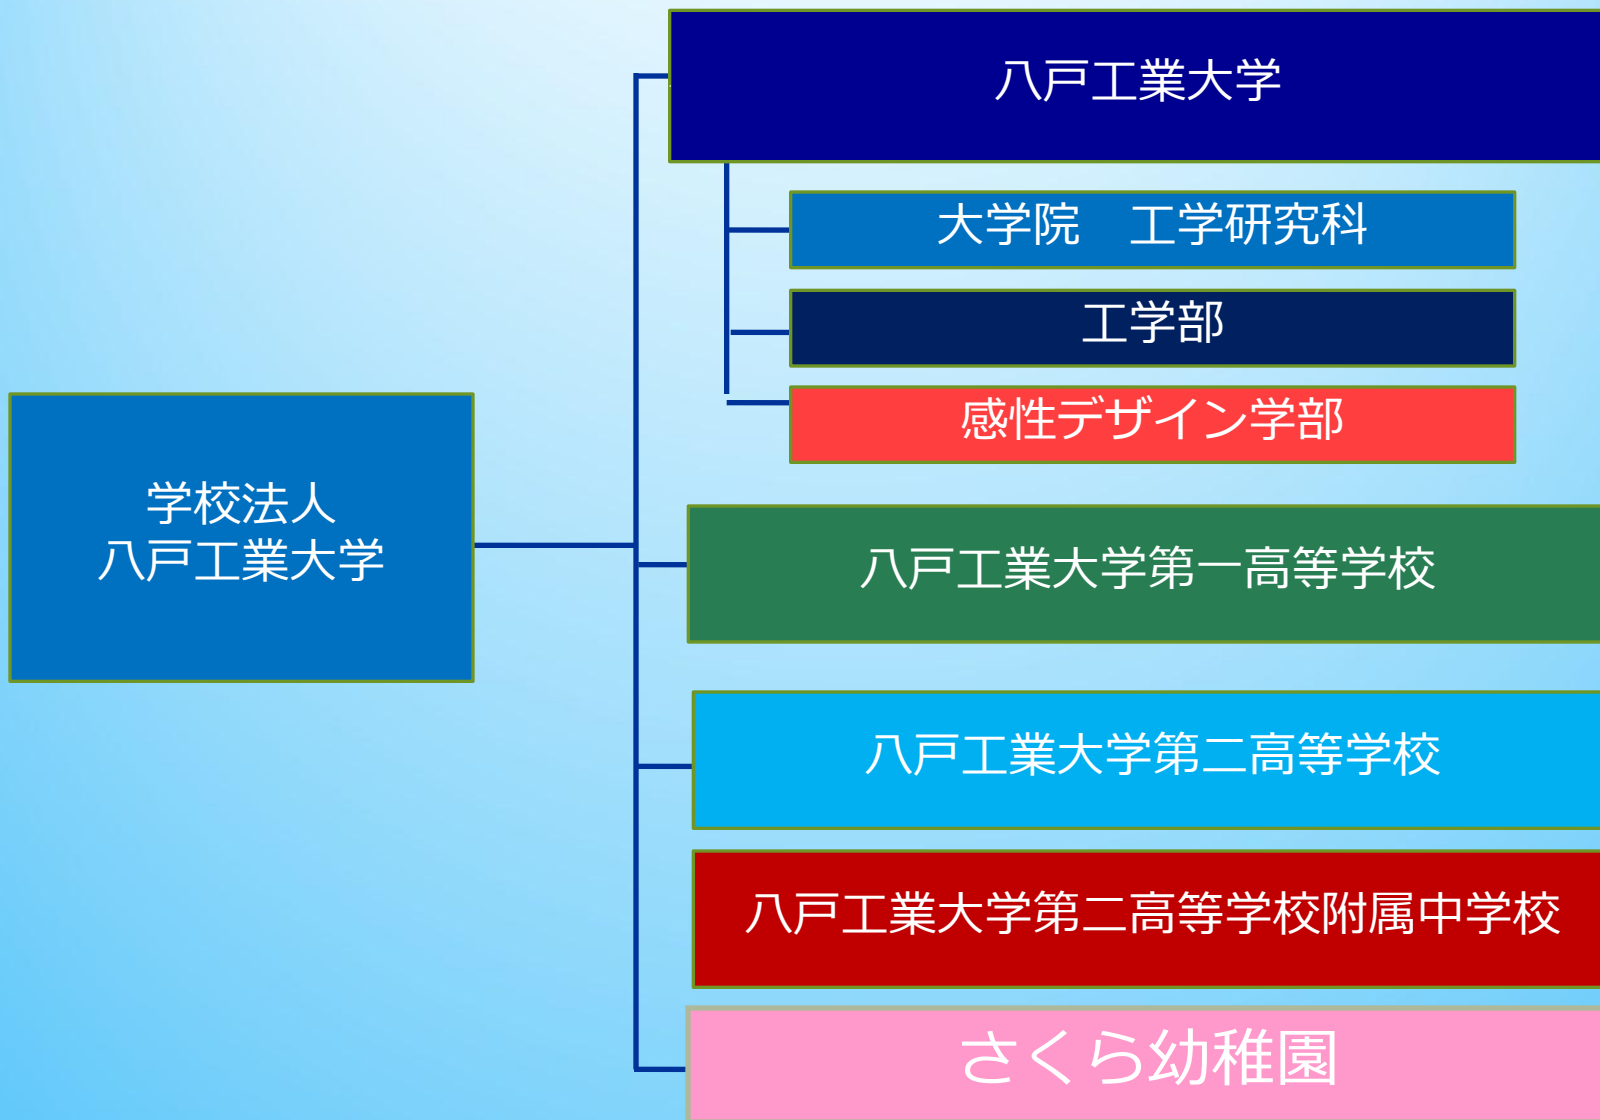 八戸工業大学
大学院　工学研究科
工学部
感性デザイン学部
学校法人
八戸工業大学
八戸工業大学第一高等学校
八戸工業大学第二高等学校
八戸工業大学第二高等学校附属中学校
さくら幼稚園